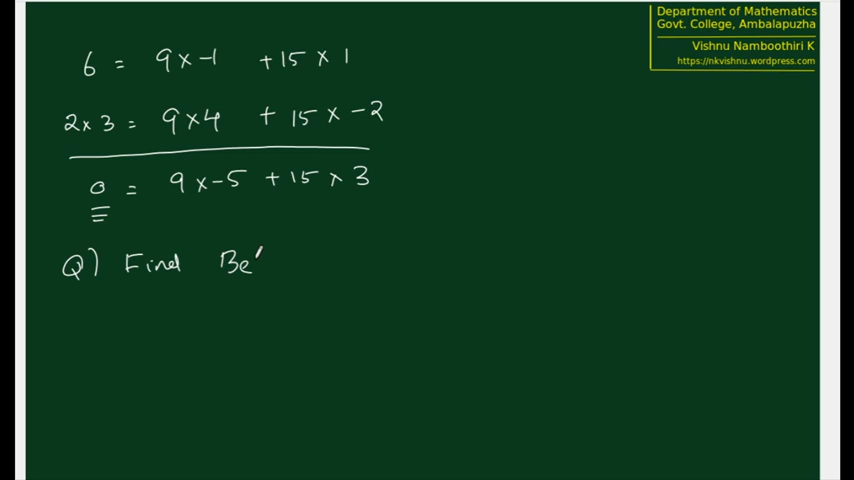 Department of Mathematics
Govt. College, Ambalapuzha
Vishnu Namboothiri K
https://nkvishnu.wordpress.com
6 = 9 x -1 + 15 x 1
2 x 3 = 9 x 4 + 15 x -2
0 = 9 x -5 + 15 x 3
Q) Find Be'